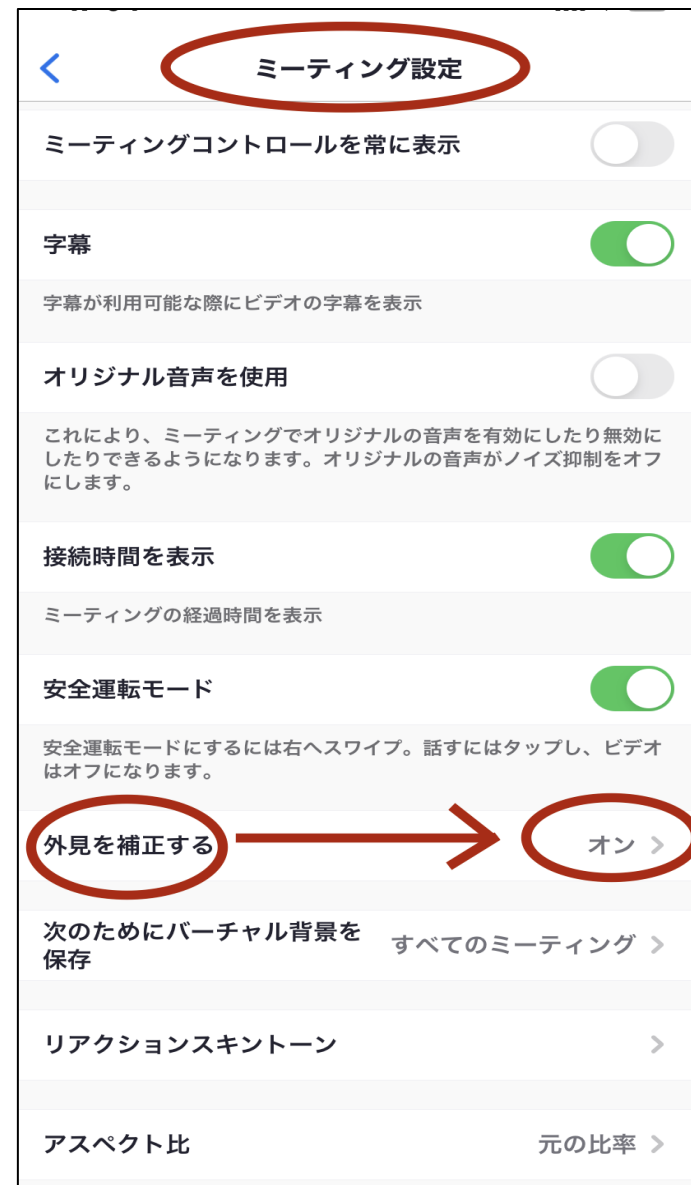 ミーティング設定
ミーティングコントロールを常に表示
字幕
字幕が利用可能な際にビデオの字幕を表示
オリジナル音声を使用
これにより、ミーティングでオリジナルの音声を有効にしたり無効に
したりできるようになります。オリジナルの音声がノイズ抑制をオフ
にします。
接続時間を表示
ミーティングの経過時間を表示
安全運転モード
安全運転モードにするには右へスワイプ。話すにはタップし、ビデオ
はオフになります。
外見を補正する オン
次のためにバーチャル背景を
保存 すべてのミーティング
リアクションスキントーン
アスペクト比 元の比率